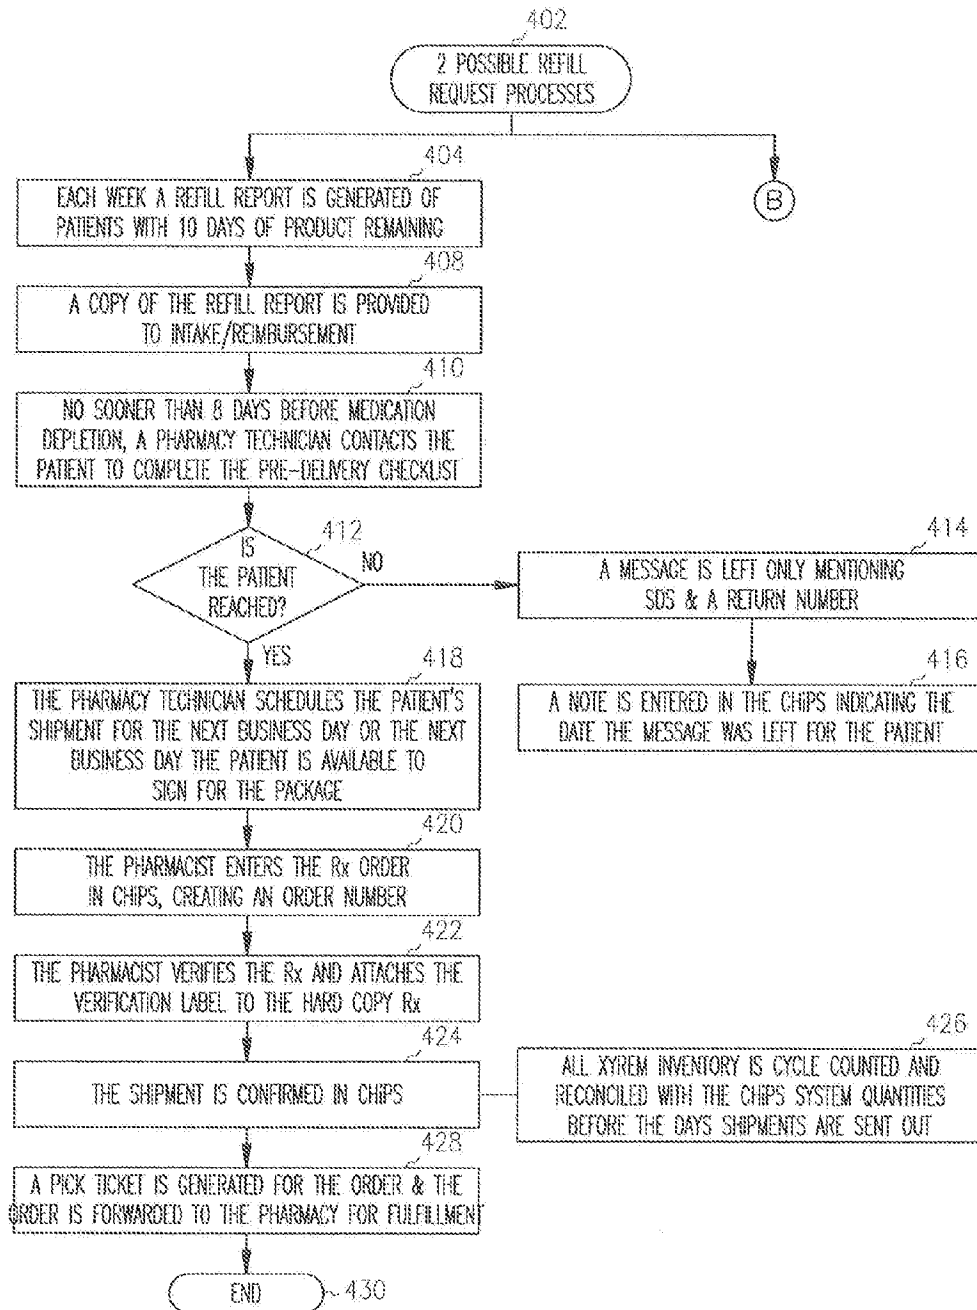 402
2 POSSIBLE REFILL
REQUEST PROCESSES
404
EACH WEEK A REFILL REPORT IS GENERATED OF
PATIENTS WITH 10 DAYS OF PRODUCT REMAINING
B
408
A COPY OF THE REFILL REPORT IS PROVIDED
TO INTAKE/REIMBURSEMENT
410
NO SOONER THAN 8 DAYS BEFORE MEDICATION
DEPLETION, A PHARMACY TECHNICIAN CONTACTS THE
PATIENT TO COMPLETE THE PRE-DELIVERY CHECKLIST
412
IS
THE PATIENT
REACHED?
NO
414
A MESSAGE IS LEFT ONLY MENTIONING
SDS & A RETURN NUMBER
416
A NOTE IS ENTERED IN THE CHiPS INDICATING THE
DATE THE MESSAGE WAS LEFT FOR THE PATIENT
YES
418
THE PHARMACY TECHNICIAN SCHEDULES THE PATIENT'S
SHIPMENT FOR THE NEXT BUSINESS DAY OR THE NEXT
BUSINESS DAY THE PATIENT IS AVAILABLE TO
SIGN FOR THE PACKAGE
420
THE PHARMACIST ENTERS THE Rx ORDER
IN CHiPS, CREATING AN ORDER NUMBER
422
THE PHARMACIST VERIFIES THE Rx AND ATTACHES THE
VERIFICATION LABEL TO THE HARD COPY Rx
424
THE SHIPMENT IS CONFIRMED IN CHiPS
426
ALL XYREM INVENTORY IS CYCLE COUNTED AND
RECONCILED WITH THE CHiPS SYSTEM QUANTITIES
BEFORE THE DAYS SHIPMENTS ARE SENT OUT
428
A PICK TICKET IS GENERATED FOR THE ORDER & THE
ORDER IS FORWARDED TO THE PHARMACY FOR FULFILLMENT
END
430